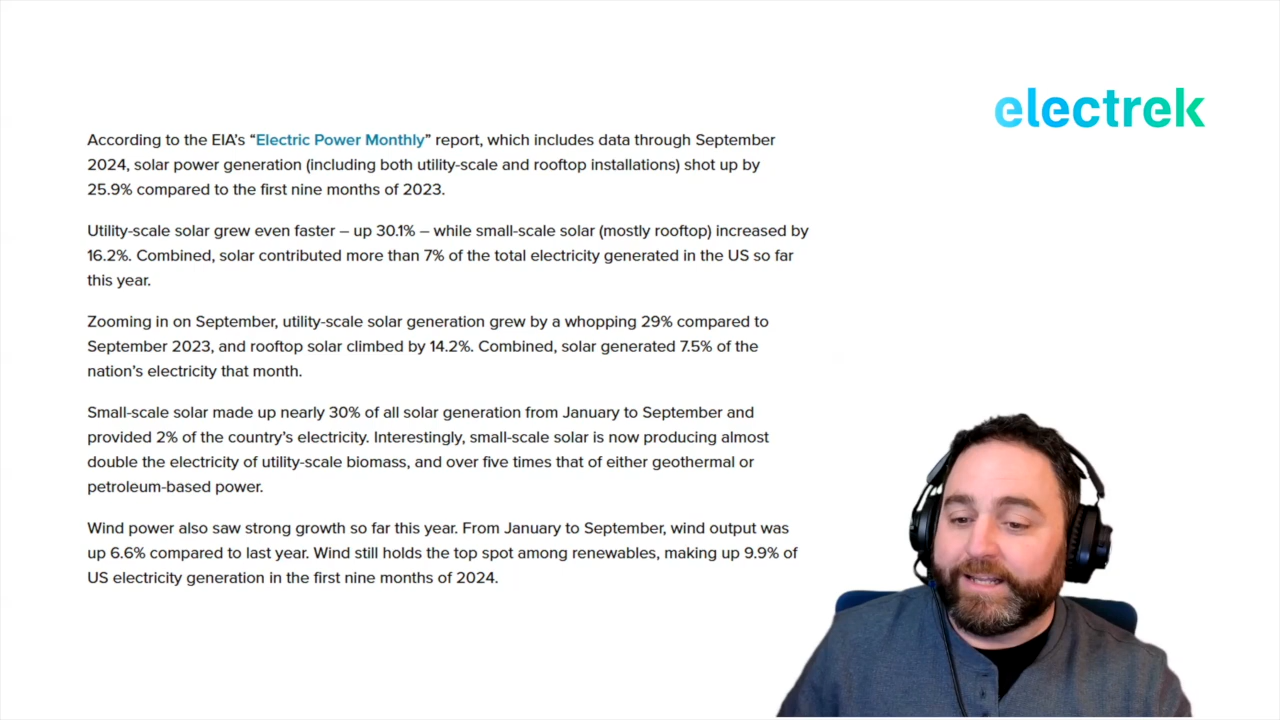 electrek
According to the EIA's “Electric Power Monthly” report, which includes data through September
2024, solar power generation (including both utility-scale and rooftop installations) shot up by
25.9% compared to the first nine months of 2023.
Utility-scale solar grew even faster – up 30.1% – while small-scale solar (mostly rooftop) increased by
16.2%. Combined, solar contributed more than 7% of the total electricity generated in the US so far
this year.
Zooming in on September, utility-scale solar generation grew by a whopping 29% compared to
September 2023, and rooftop solar climbed by 14.2%. Combined, solar generated 7.5% of the
nation's electricity that month.
Small-scale solar made up nearly 30% of all solar generation from January to September and
provided 2% of the country's electricity. Interestingly, small-scale solar is now producing almost
double the electricity of utility-scale biomass, and over five times that of either geothermal or
petroleum-based power.
Wind power also saw strong growth so far this year. From January to September, wind output was
up 6.6% compared to last year. Wind still holds the top spot among renewables, making up 9.9% of
US electricity generation in the first nine months of 2024.